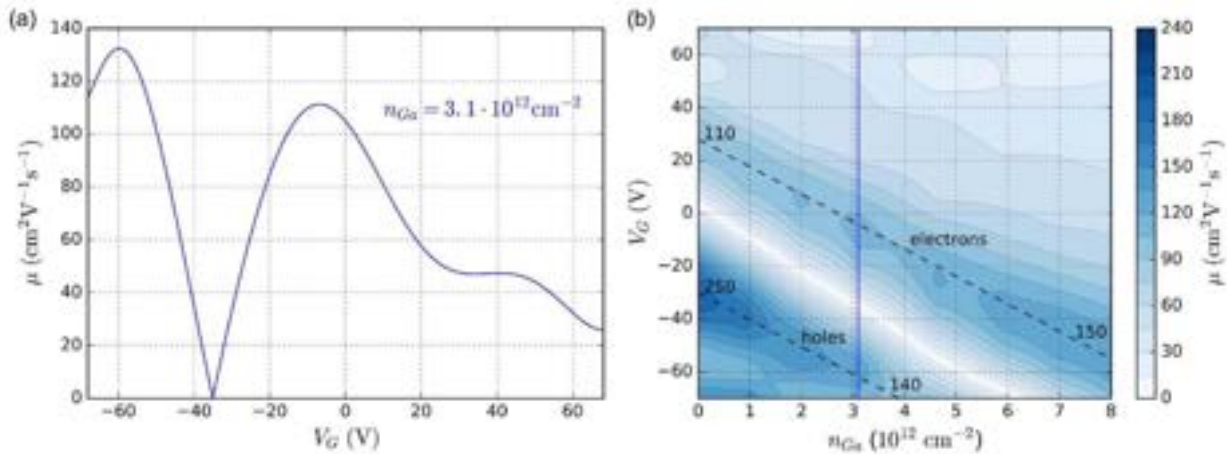 (a)
140
120
100
80
60
40
20
0
μ (cm²V⁻¹s⁻¹)
n_Ga = 3.1 · 10¹²cm⁻²
−60 −40 −20 0 20 40 60
V_G (V)
(b)
60
40
20
0
−20
−40
−60
V_G (V)
110
electrons
250
holes
150
140
0 1 2 3 4 5 6 7 8
n_Ga (10¹² cm⁻²)
240
210
180
150
120
90
60
30
0
μ (cm²V⁻¹s⁻¹)